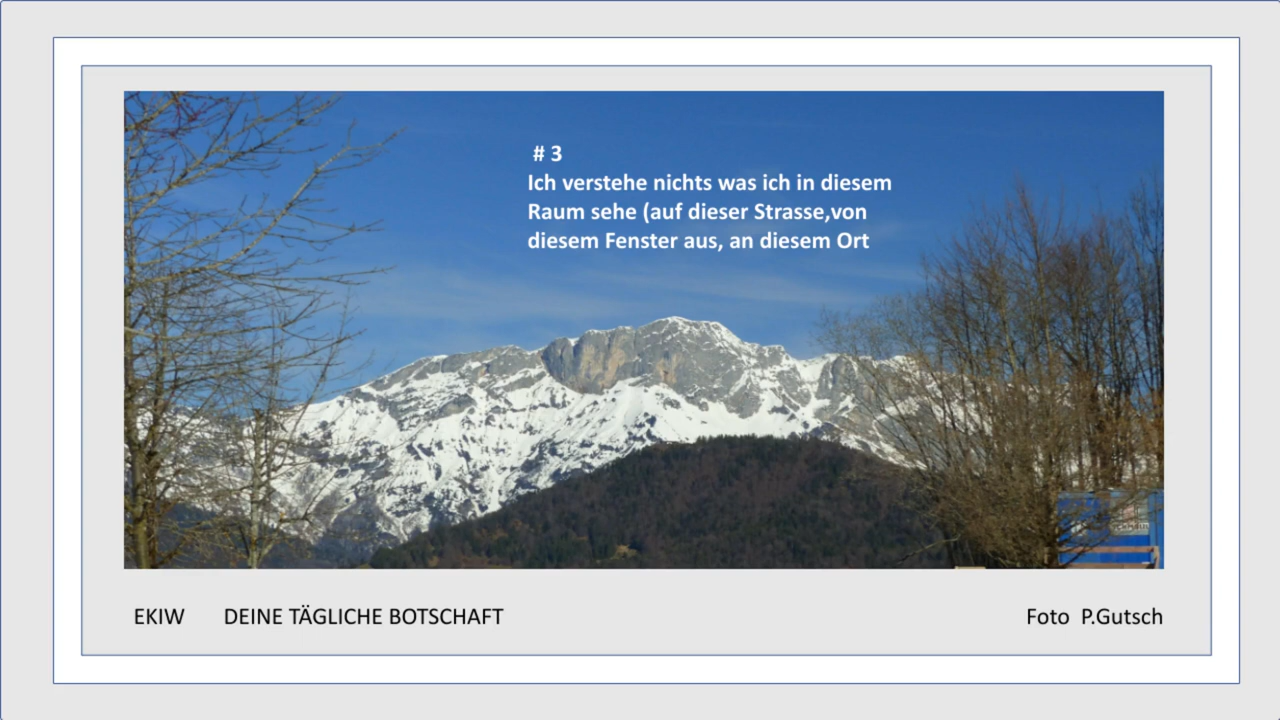 # 3
Ich verstehe nichts was ich in diesem
Raum sehe (auf dieser Strasse,von
diesem Fenster aus, an diesem Ort
EKIW DEINE TÄGLICHE BOTSCHAFT
Foto P.Gutsch